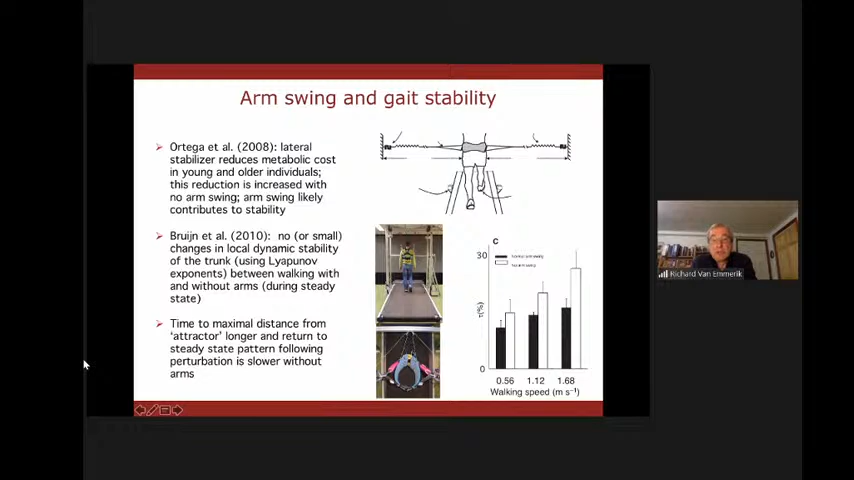 Arm swing and gait stability
Ortega et al. (2008): lateral
stabilizer reduces metabolic cost
in young and older individuals;
this reduction is increased with
no arm swing; arm swing likely
contributes to stability
Bruijn et al. (2010): no (or small)
changes in local dynamic stability
of the trunk (using Lyapunov
exponents) between walking with
and without arms (during steady
state)
Time to maximal distance from
'attractor' longer and return to
steady state pattern following
perturbation is slower without
arms
c
30
τ(%)
0
0.56 1.12 1.68
Walking speed (m s⁻¹)
Richard Van Emmerik